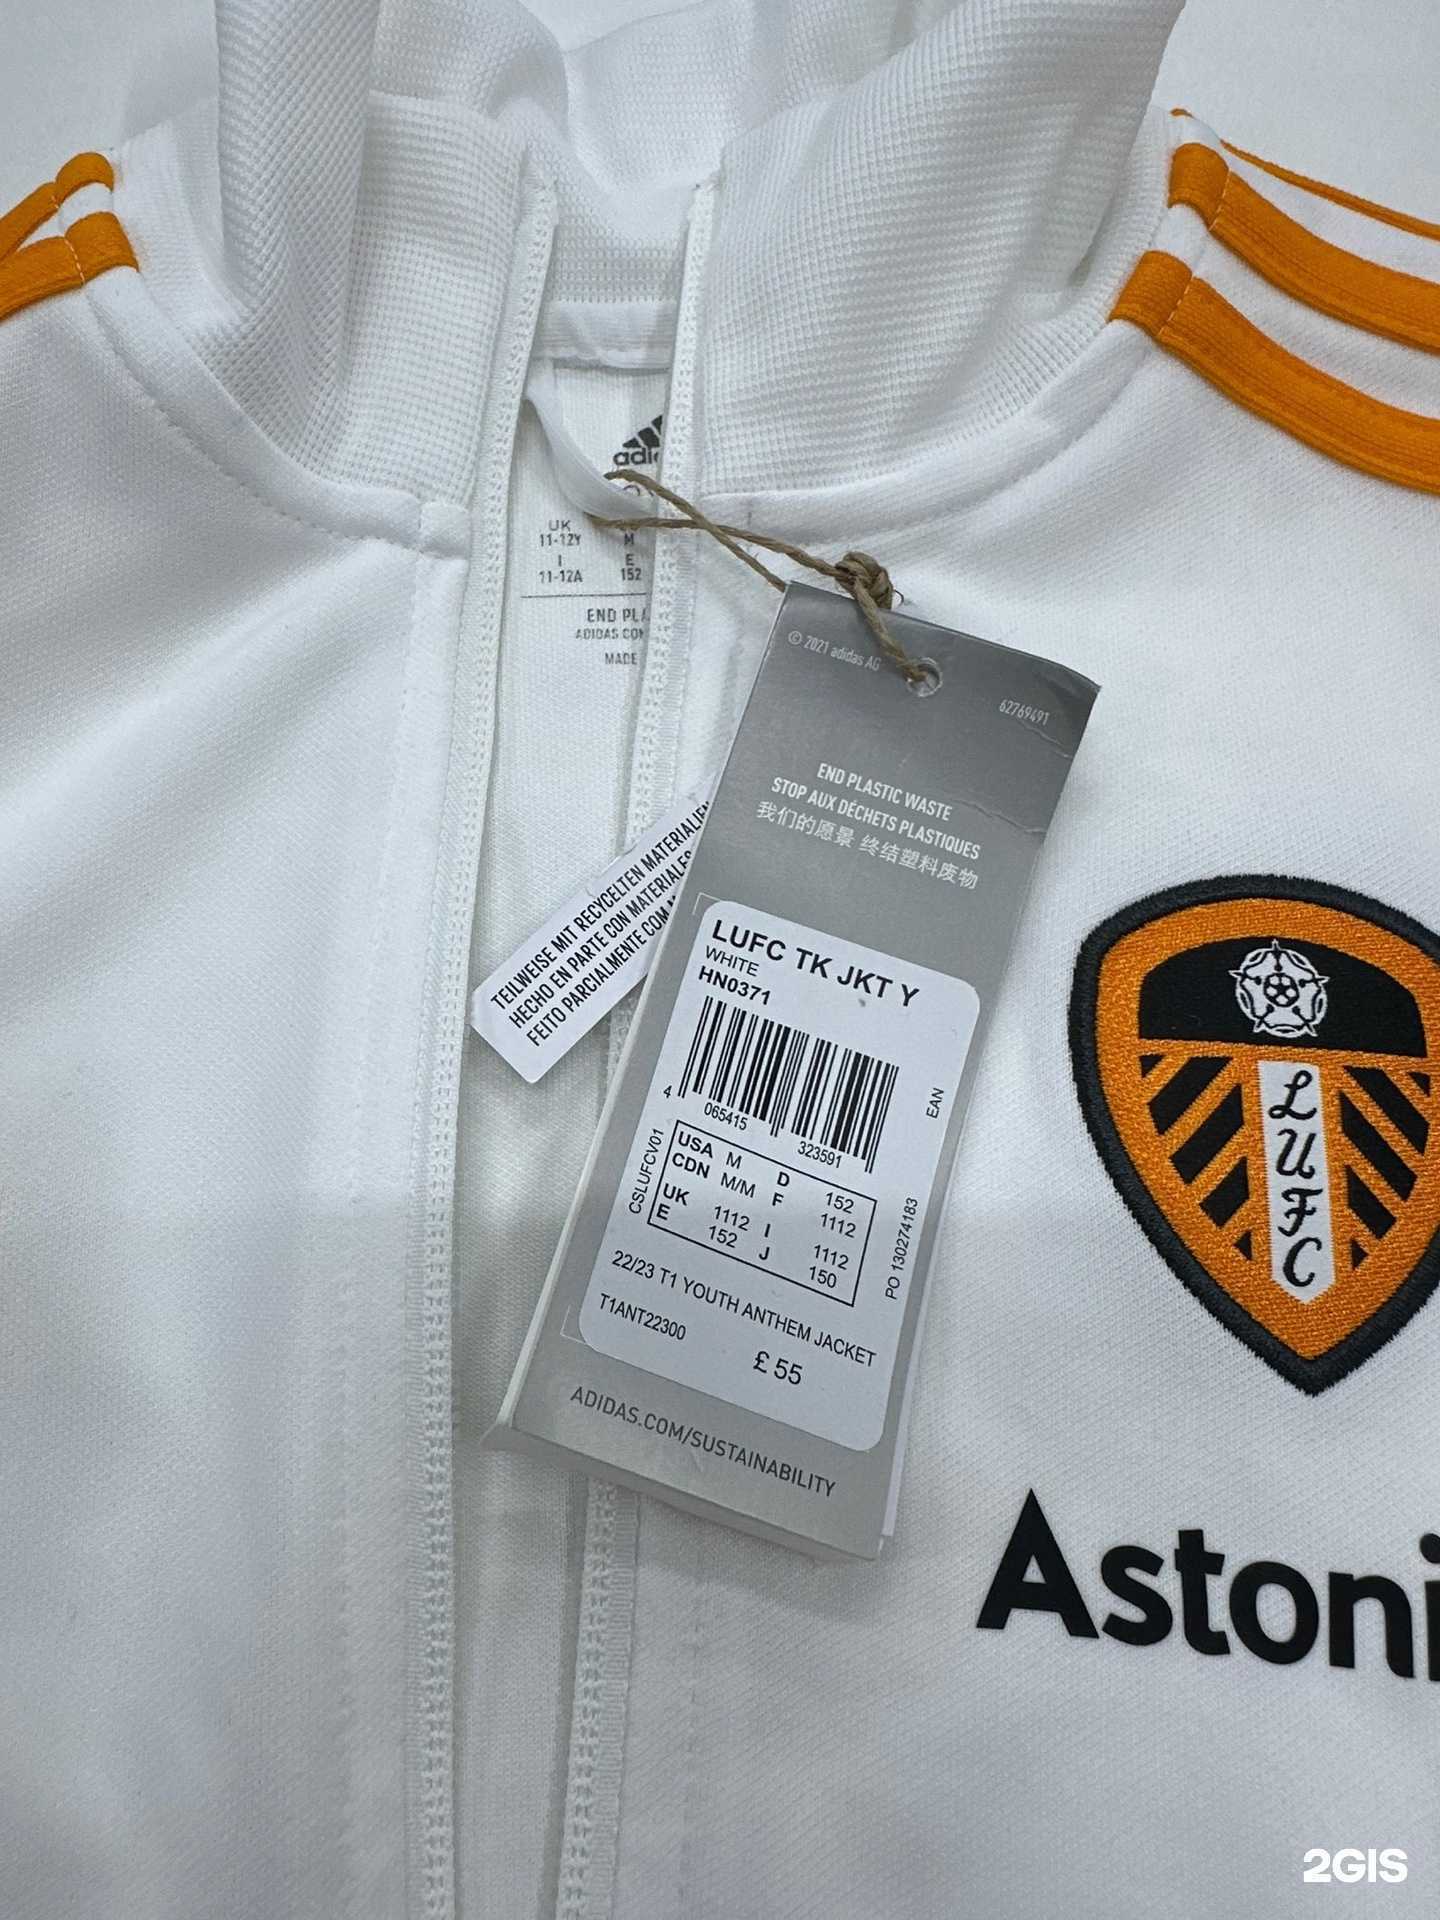 adi
UK
11-12Y
M
I
11-12A
E
152
END PLA
ADIDAS.COM
MADE
© 2021 adidas AG
62769491
END PLASTIC WASTE
STOP AUX DÉCHETS PLASTIQUES
我们的愿景 终结塑料废物
TEILWEISE MIT RECYCELTEN MATERIALIEN
HECHO EN PARTE CON MATERIALES
FEITO PARCIALMENTE COM
LUFC TK JKT Y
WHITE
HN0371
4 065415 323591
EAN
CSLUFCV01
USA M D 152
CDN M/M F 1112
UK 1112 I 1112
E 152 J 150
PO 130274183
22/23 T1 YOUTH ANTHEM JACKET
T1ANT22300
£ 55
ADIDAS.COM/SUSTAINABILITY
L
U
F
C
Astoni
2GIS